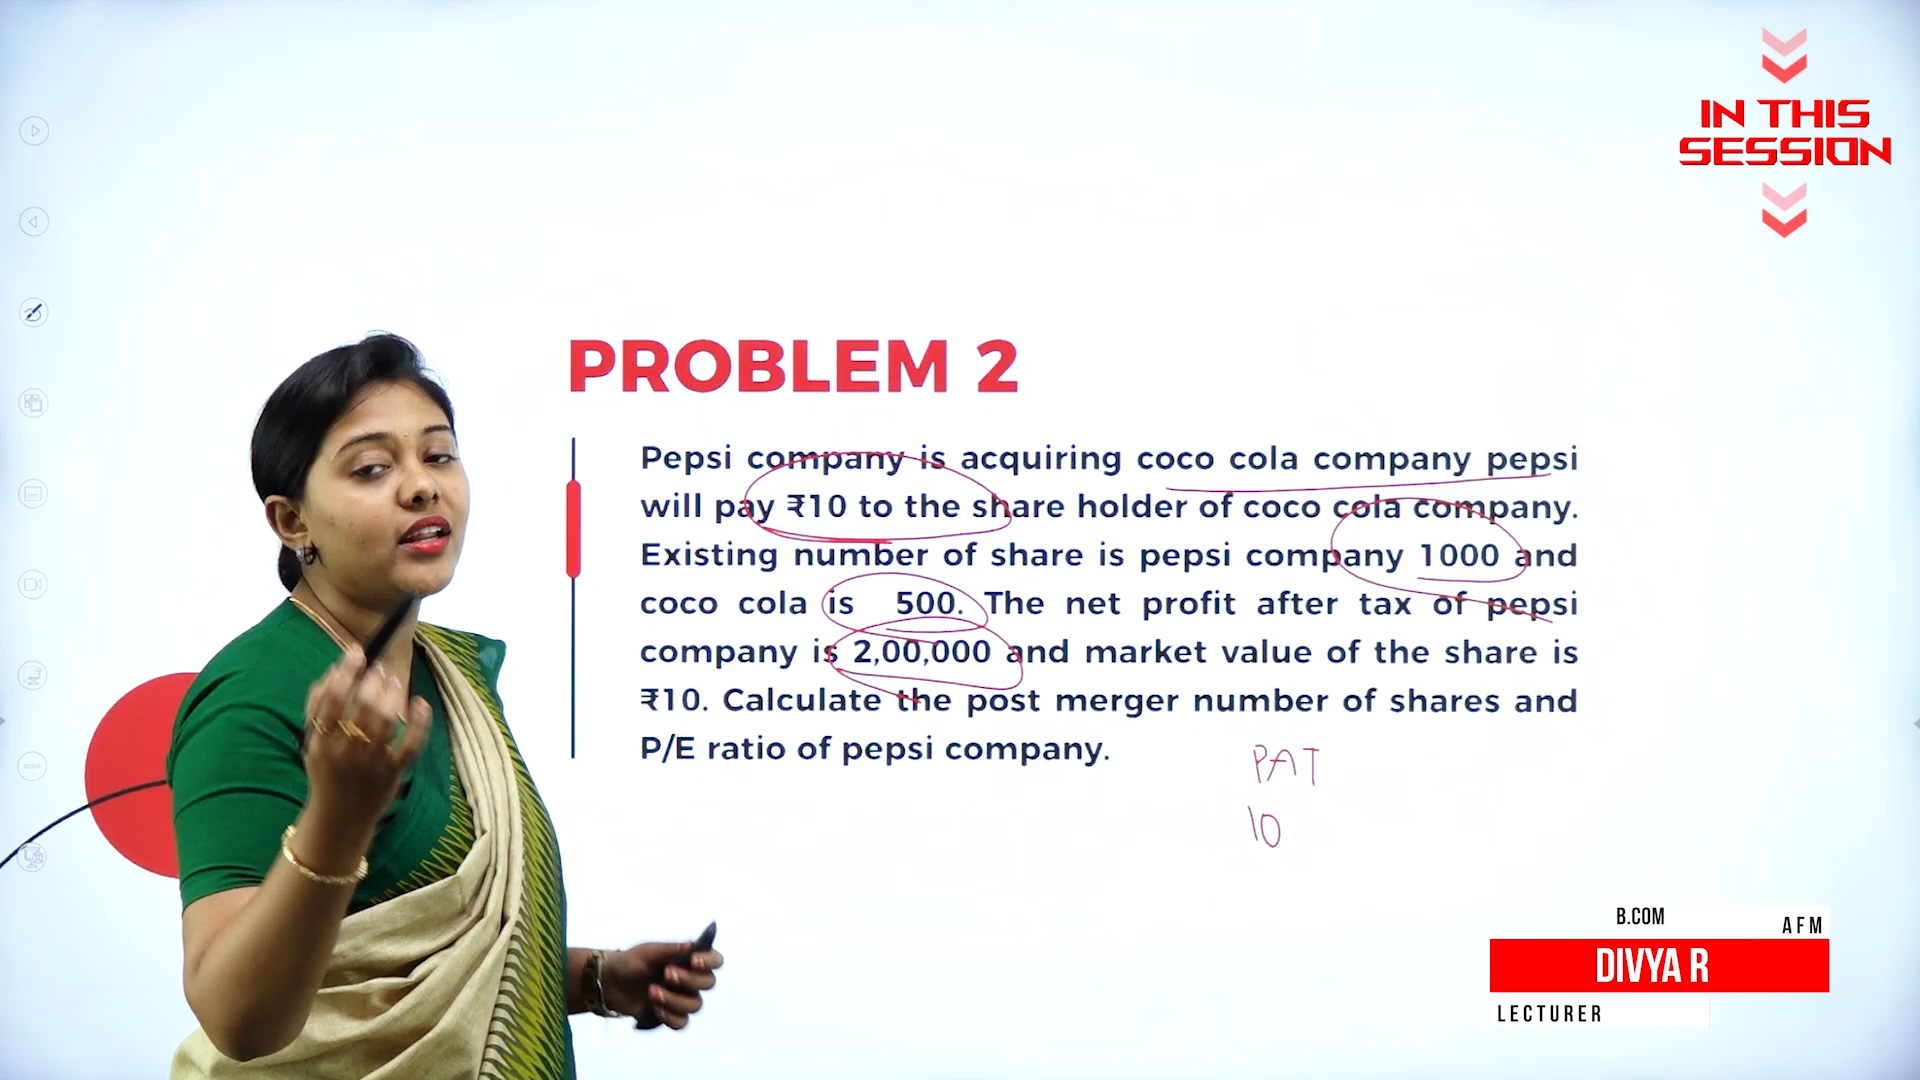 IN THIS
SESSION
PROBLEM 2
Pepsi company is acquiring coco cola company pepsi
will pay ₹10 to the share holder of coco cola company.
Existing number of share is pepsi company 1000 and
coco cola is 500. The net profit after tax of pepsi
company is 2,00,000 and market value of the share is
₹10. Calculate the post merger number of shares and
P/E ratio of pepsi company.
PAT
10
B.COM
AFM
DIVYA R
LECTURER